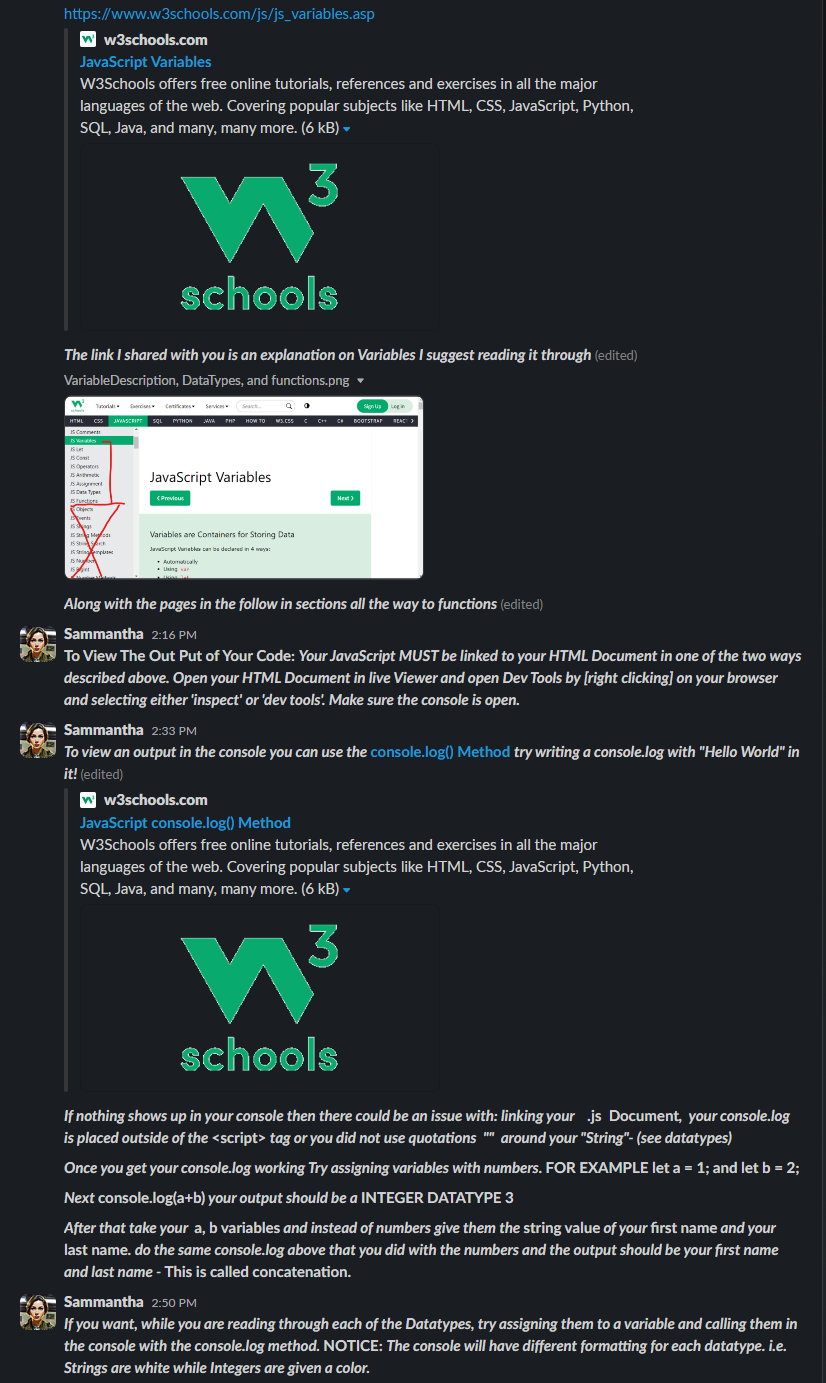 https://www.w3schools.com/js/js_variables.asp
w3schools.com
JavaScript Variables
W3Schools offers free online tutorials, references and exercises in all the major
languages of the web. Covering popular subjects like HTML, CSS, JavaScript, Python,
SQL, Java, and many, many more. (6 kB)
W3
schools
The link I shared with you is an explanation on Variables I suggest reading it through (edited)
VariableDescription, DataTypes, and functions.png
Tutorials Exercises Certificates Services Search... Sign Up Log in
HTML CSS JAVASCRIPT SQL PYTHON JAVA PHP HOW TO W3.CSS C C++ C# BOOTSTRAP REACT
JS Comments
JS Variables
JS Let
JS Const
JS Operators
JS Arithmetic
JS Assignment
JS Data Types
JS Functions
JS Objects
JS Events
JS Strings
JS String Methods
JS String Search
JS String Templates
JS Numbers
JS BigInt
JavaScript Variables
❮ Previous
Next ❯
Variables are Containers for Storing Data
JavaScript Variables can be declared in 4 ways:
• Automatically
• Using var
• Using let
Along with the pages in the follow in sections all the way to functions (edited)
Sammantha 2:16 PM
To View The Out Put of Your Code: Your JavaScript MUST be linked to your HTML Document in one of the two ways
described above. Open your HTML Document in live Viewer and open Dev Tools by [right clicking] on your browser
and selecting either 'inspect' or 'dev tools'. Make sure the console is open.
Sammantha 2:33 PM
To view an output in the console you can use the console.log() Method try writing a console.log with "Hello World" in
it! (edited)
w3schools.com
JavaScript console.log() Method
W3Schools offers free online tutorials, references and exercises in all the major
languages of the web. Covering popular subjects like HTML, CSS, JavaScript, Python,
SQL, Java, and many, many more. (6 kB)
W3
schools
If nothing shows up in your console then there could be an issue with: linking your .js Document, your console.log
is placed outside of the <script> tag or you did not use quotations "" around your "String"- (see datatypes)
Once you get your console.log working Try assigning variables with numbers. FOR EXAMPLE let a = 1; and let b = 2;
Next console.log(a+b) your output should be a INTEGER DATATYPE 3
After that take your a, b variables and instead of numbers give them the string value of your first name and your
last name. do the same console.log above that you did with the numbers and the output should be your first name
and last name - This is called concatenation.
Sammantha 2:50 PM
If you want, while you are reading through each of the Datatypes, try assigning them to a variable and calling them in
the console with the console.log method. NOTICE: The console will have different formatting for each datatype. i.e.
Strings are white while Integers are given a color.